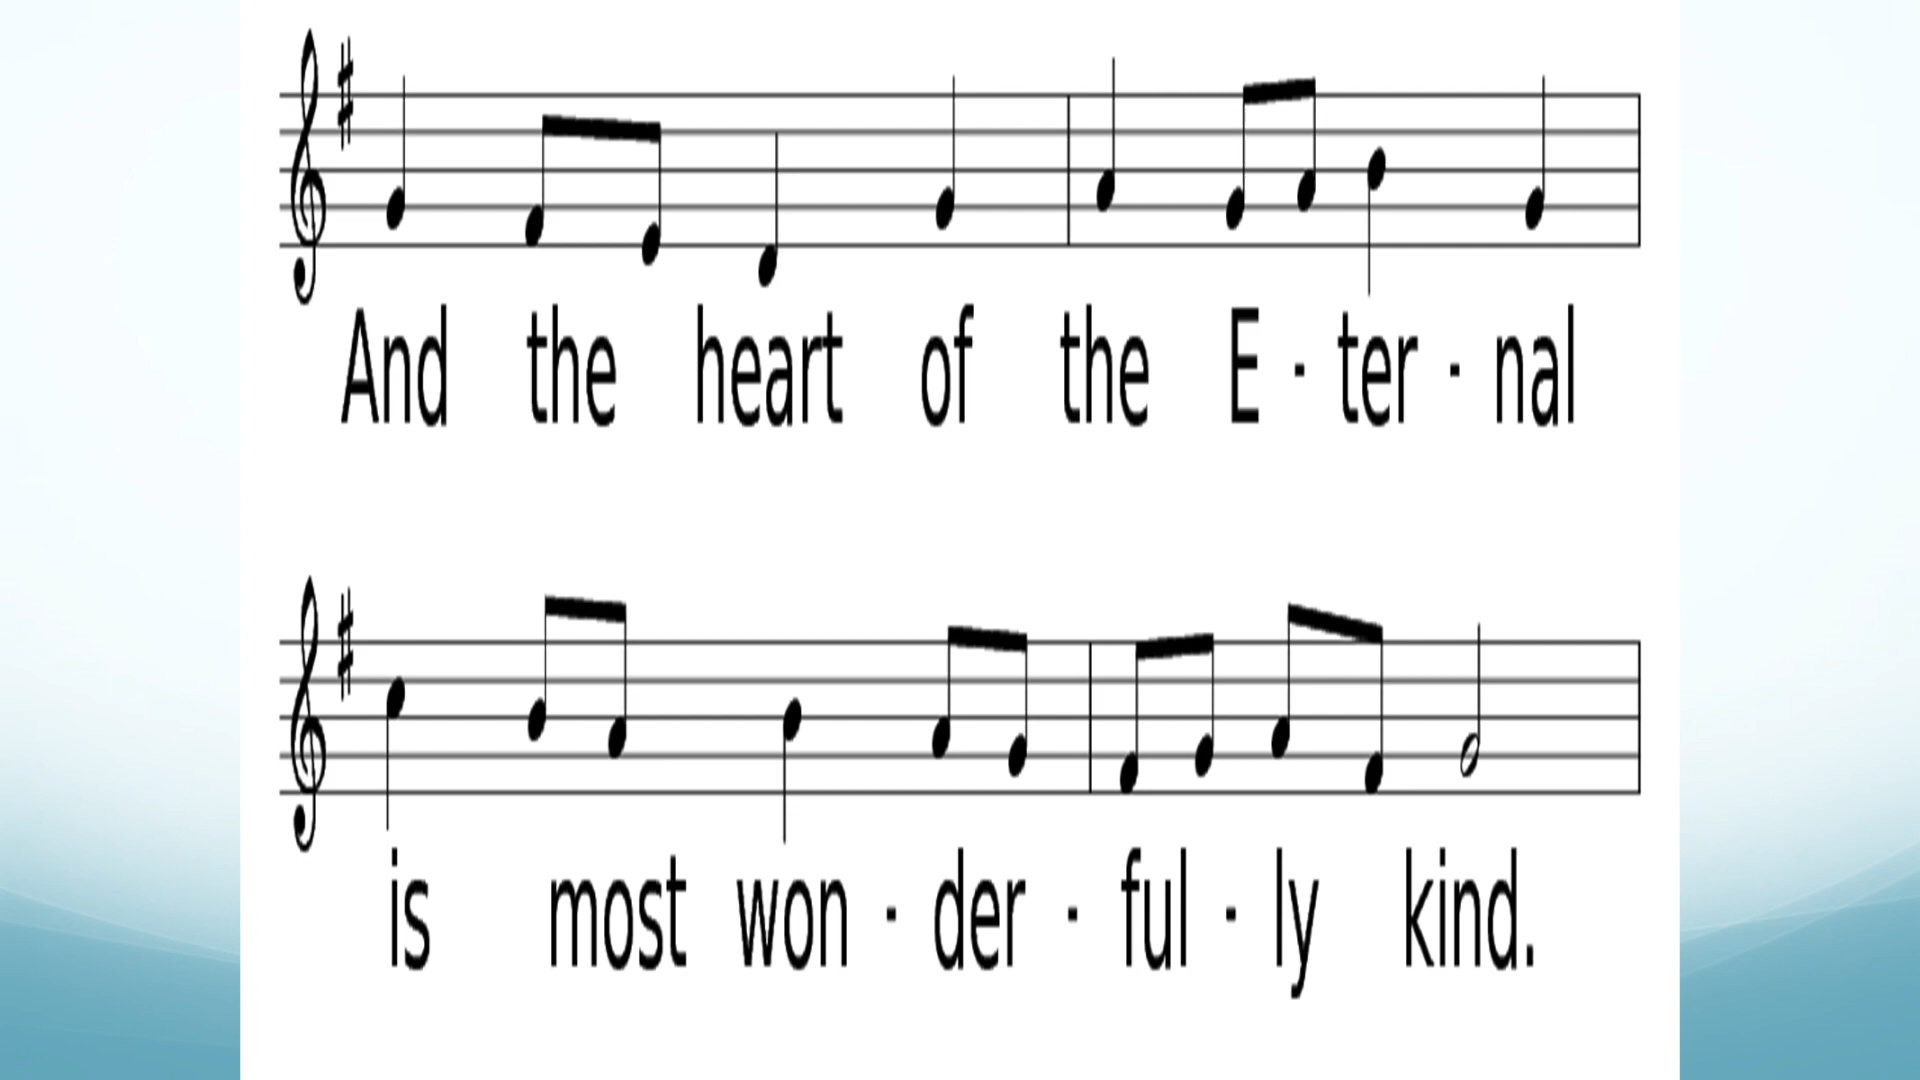 And the heart of the E - ter - nal
is most won - der - ful - ly kind.